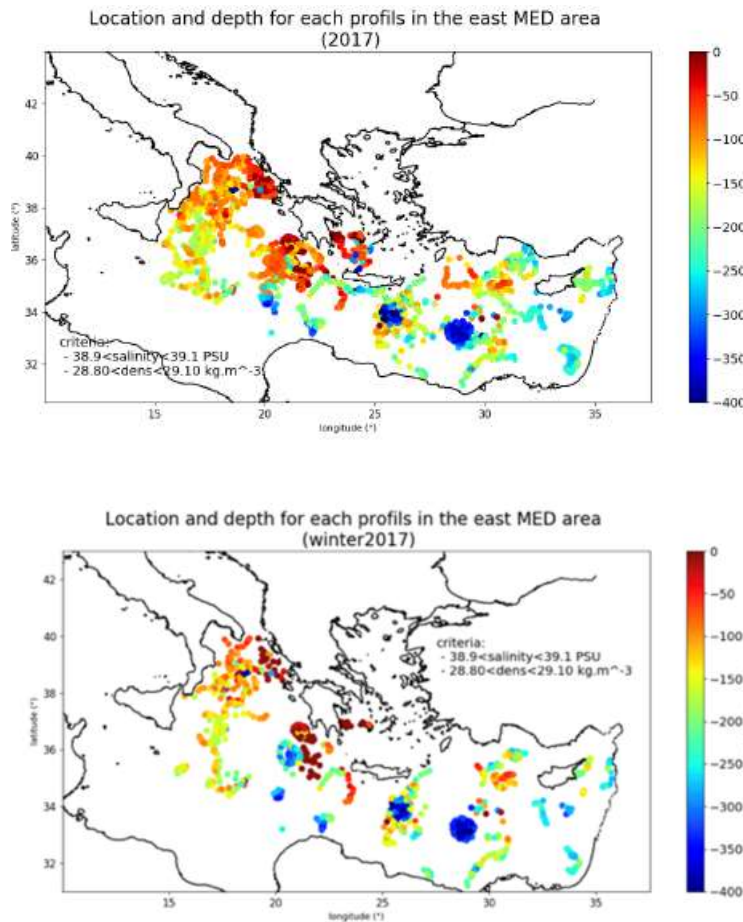 Location and depth for each profils in the east MED area
(2017)
42
40
38
36
34
32
latitude (°)
criteria:
- 38.9<salinity<39.1 PSU
- 28.80<dens<29.10 kg.m^-3
15 20 25 30 35
longitude (°)
0
−50
−100
−150
−200
−250
−300
−350
−400
Location and depth for each profils in the east MED area
(winter2017)
42
40
38
36
34
32
latitude (°)
criteria:
- 38.9<salinity<39.1 PSU
- 28.80<dens<29.10 kg.m^-3
15 20 25 30 35
longitude (°)
0
−50
−100
−150
−200
−250
−300
−350
−400